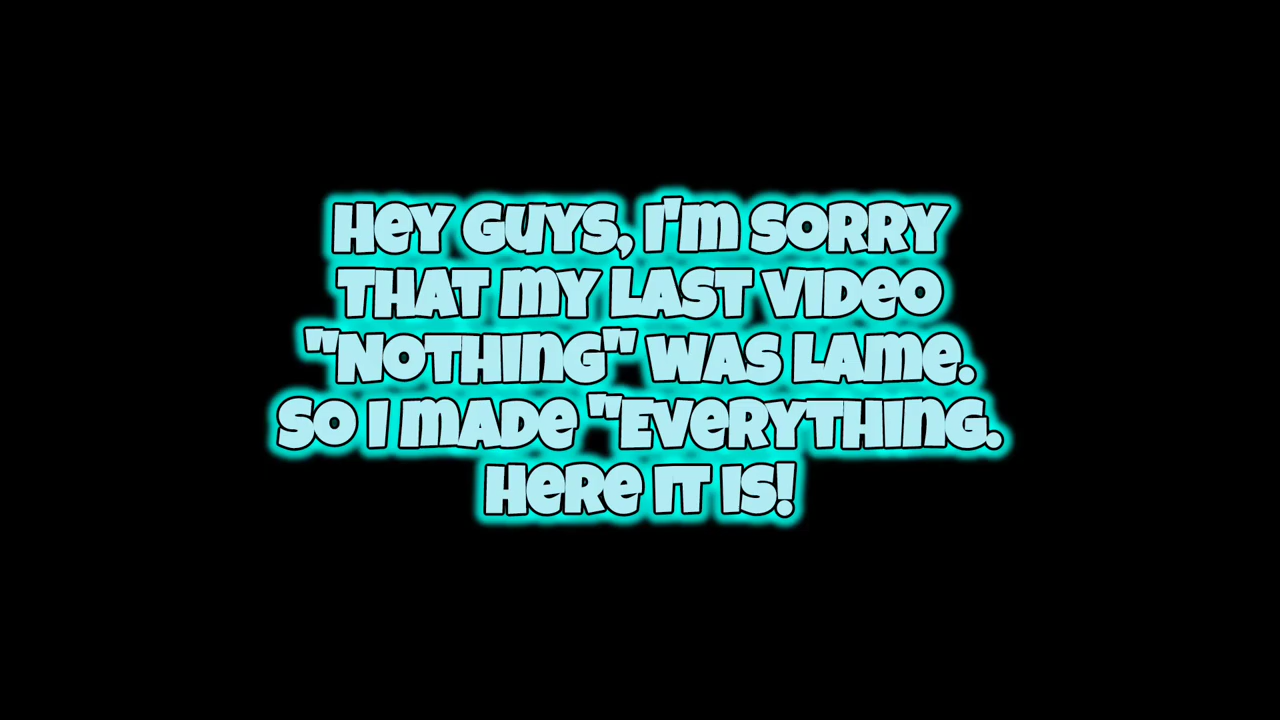 Hey Guys, I'm sorry
that my last video
"Nothing" was lame.
So I made "Everything.
Here it is!